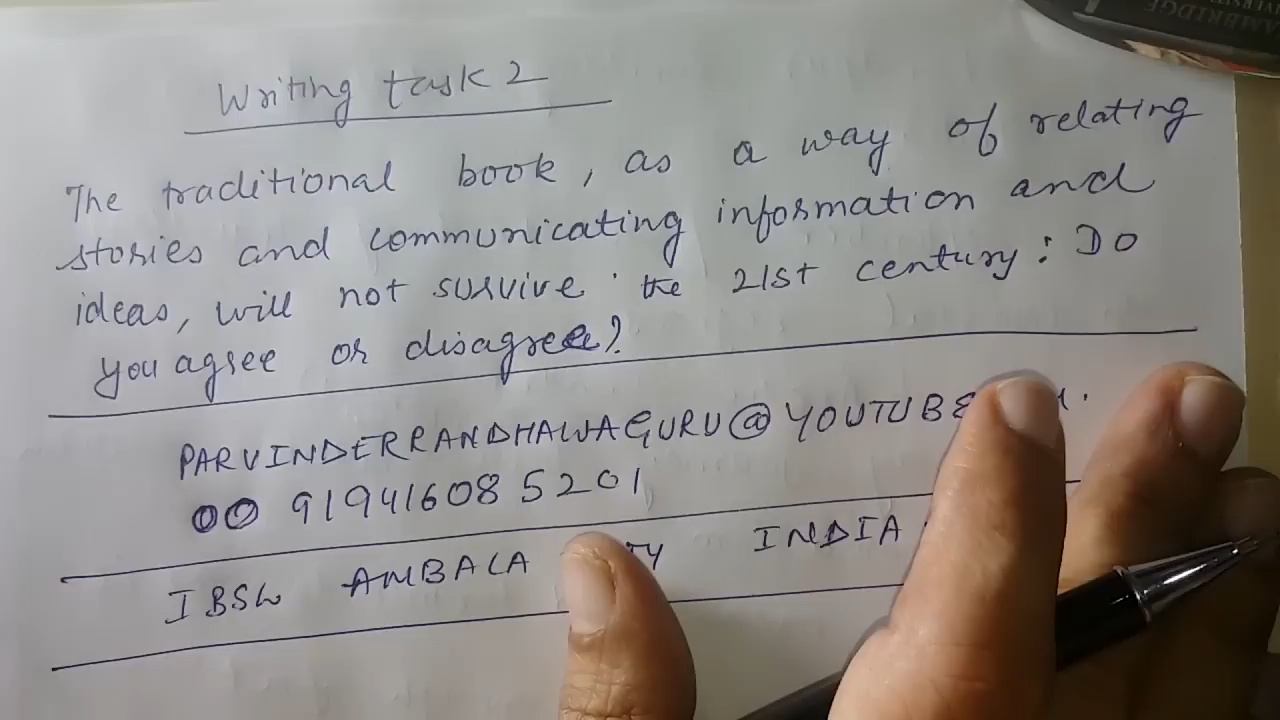 CAMBRIDGE
Writing task 2
The traditional book, as a way of relating
stories and communicating information and
ideas, will not survive the 21st century: Do
you agree or disagree?
PARVINDERRANDHAWAGURU@YOUTUBE
00 919416085201
IBSW AMBALA INDIA